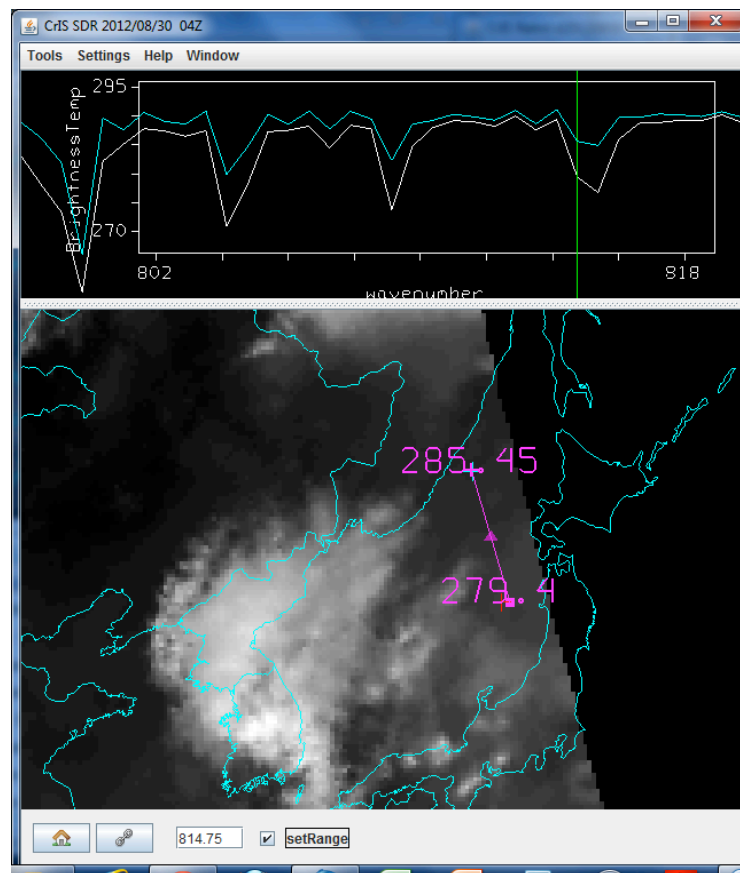 CrIS SDR 2012/08/30 04Z
Tools Settings Help Window
295
BrightnessTemp
270
802
818
wavenumber
285.45
279.4
814.75
setRange